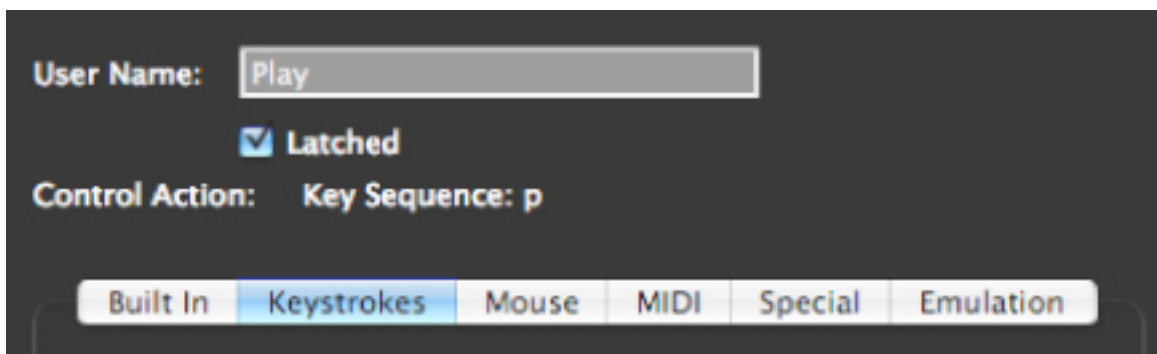 User Name: Play
Latched
Control Action: Key Sequence: p
Built In Keystrokes Mouse MIDI Special Emulation